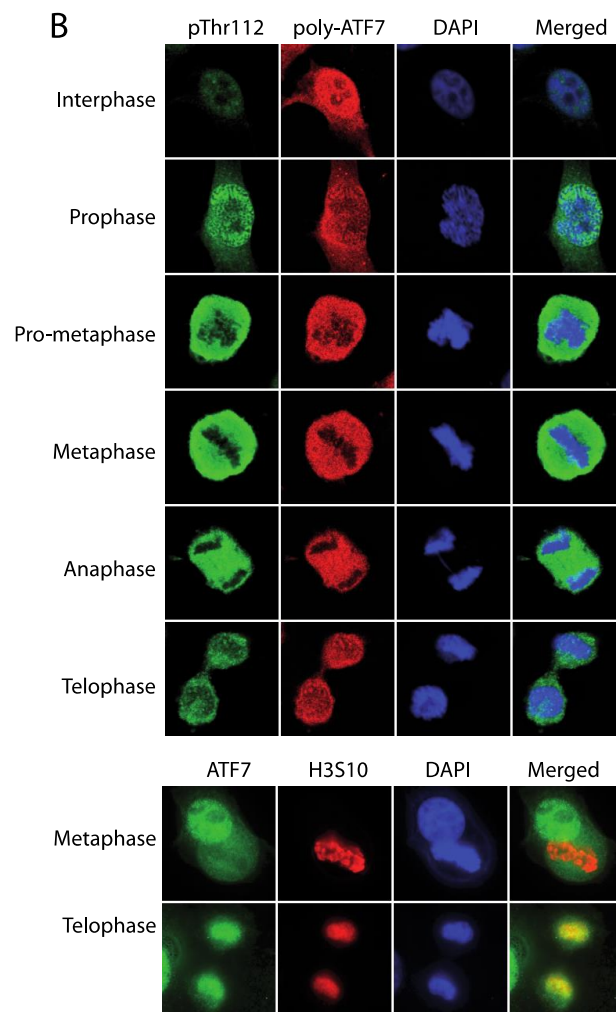 B
pThr112 poly-ATF7 DAPI Merged
Interphase
Prophase
Pro-metaphase
Metaphase
Anaphase
Telophase
ATF7 H3S10 DAPI Merged
Metaphase
Telophase